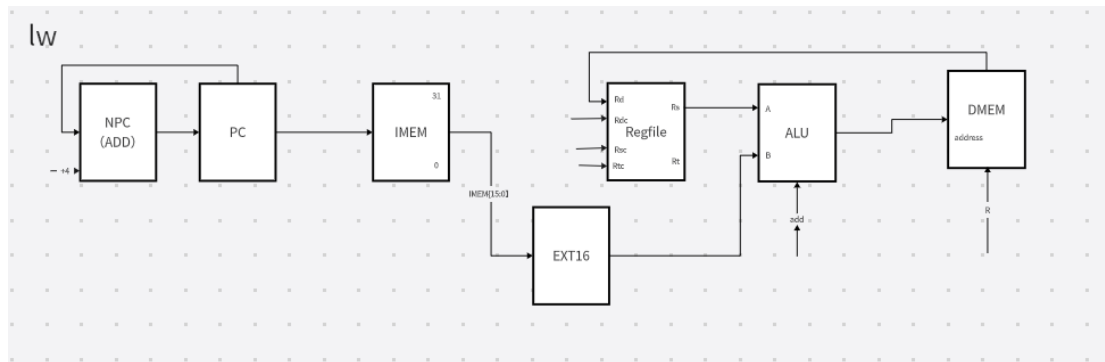 lw
NPC
(ADD)
+4
PC
31
IMEM
0
IMEM[15:0]
EXT16
Rd
Rdc
Rsc
Rtc
Regfile
Rs
Rt
A
B
ALU
add
DMEM
address
R